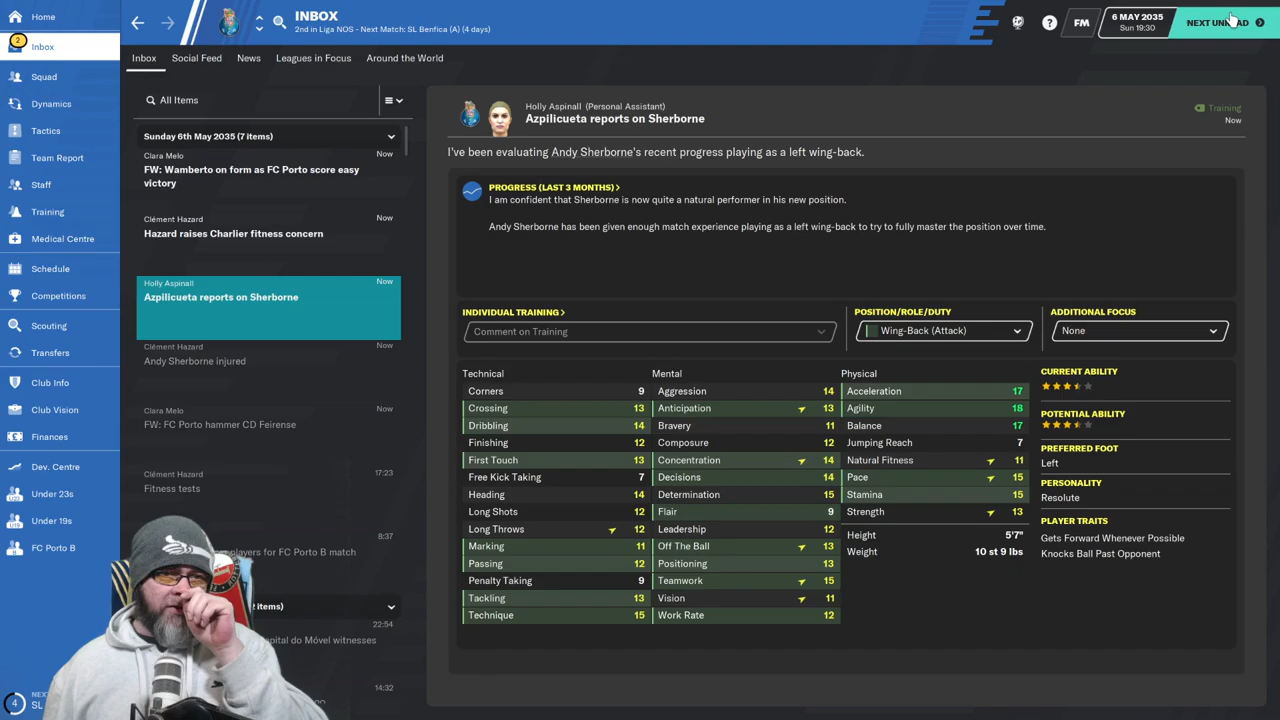 Home
2
Inbox
Squad
Dynamics
Tactics
Team Report
Staff
Training
Medical Centre
Schedule
Competitions
Scouting
Transfers
Club Info
Club Vision
Finances
Dev. Centre
Under 23s
Under 19s
FC Porto B
4
SL
INBOX
2nd in Liga NOS - Next Match: SL Benfica (A) (4 days)
?
FM
6 MAY 2035
Sun 19:30
NEXT UNREAD
Inbox
Social Feed
News
Leagues in Focus
Around the World
All Items
Sunday 6th May 2035 (7 items)
Clara Melo
Now
FW: Wamberto on form as FC Porto score easy
victory
Clément Hazard
Now
Hazard raises Charlier fitness concern
Holly Aspinall
Now
Azpilicueta reports on Sherborne
Clément Hazard
Now
Andy Sherborne injured
Clara Melo
Now
FW: FC Porto hammer CD Feirense
Clément Hazard
17:23
Fitness tests
8:37
players for FC Porto B match
items)
22:54
Móvel witnesses
14:32
Holly Aspinall (Personal Assistant)
Azpilicueta reports on Sherborne
Training
Now
I've been evaluating Andy Sherborne's recent progress playing as a left wing-back.
PROGRESS (LAST 3 MONTHS)
I am confident that Sherborne is now quite a natural performer in his new position.
Andy Sherborne has been given enough match experience playing as a left wing-back to try to fully master the position over time.
INDIVIDUAL TRAINING
Comment on Training
POSITION/ROLE/DUTY
Wing-Back (Attack)
ADDITIONAL FOCUS
None
Technical
Corners 9
Crossing 13
Dribbling 14
Finishing 12
First Touch 13
Free Kick Taking 7
Heading 14
Long Shots 12
Long Throws 12
Marking 11
Passing 12
Penalty Taking 9
Tackling 13
Technique 15
Mental
Aggression 14
Anticipation 13
Bravery 11
Composure 12
Concentration 14
Decisions 14
Determination 15
Flair 9
Leadership 12
Off The Ball 13
Positioning 13
Teamwork 15
Vision 11
Work Rate 12
Physical
Acceleration 17
Agility 18
Balance 17
Jumping Reach 7
Natural Fitness 11
Pace 15
Stamina 15
Strength 13
Height 5'7"
Weight 10 st 9 lbs
CURRENT ABILITY
POTENTIAL ABILITY
PREFERRED FOOT
Left
PERSONALITY
Resolute
PLAYER TRAITS
Gets Forward Whenever Possible
Knocks Ball Past Opponent